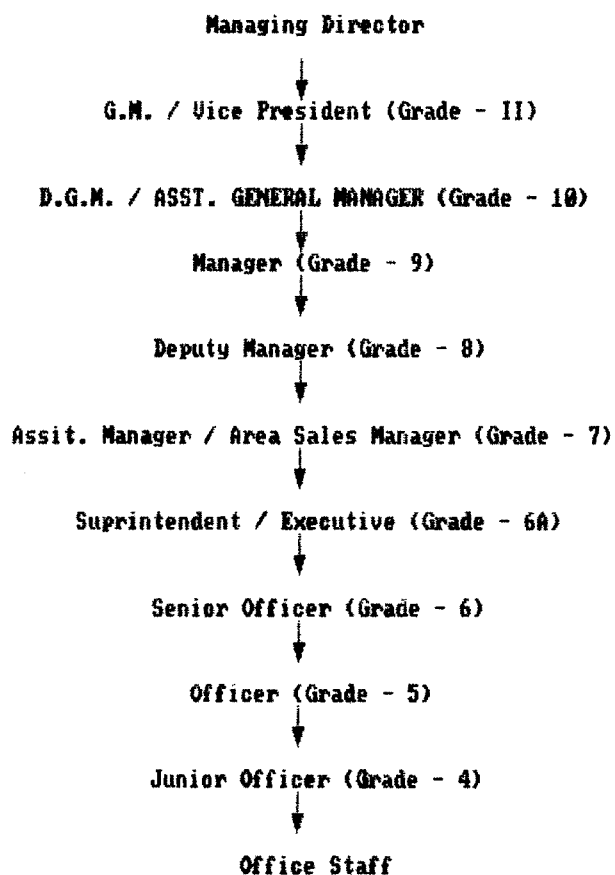 Managing Director
G.M. / Vice President (Grade - II)
D.G.M. / ASST. GENERAL MANAGER (Grade - 10)
Manager (Grade - 9)
Deputy Manager (Grade - 8)
Assit. Manager / Area Sales Manager (Grade - 7)
Suprintendent / Executive (Grade - 6A)
Senior Officer (Grade - 6)
Officer (Grade - 5)
Junior Officer (Grade - 4)
Office Staff